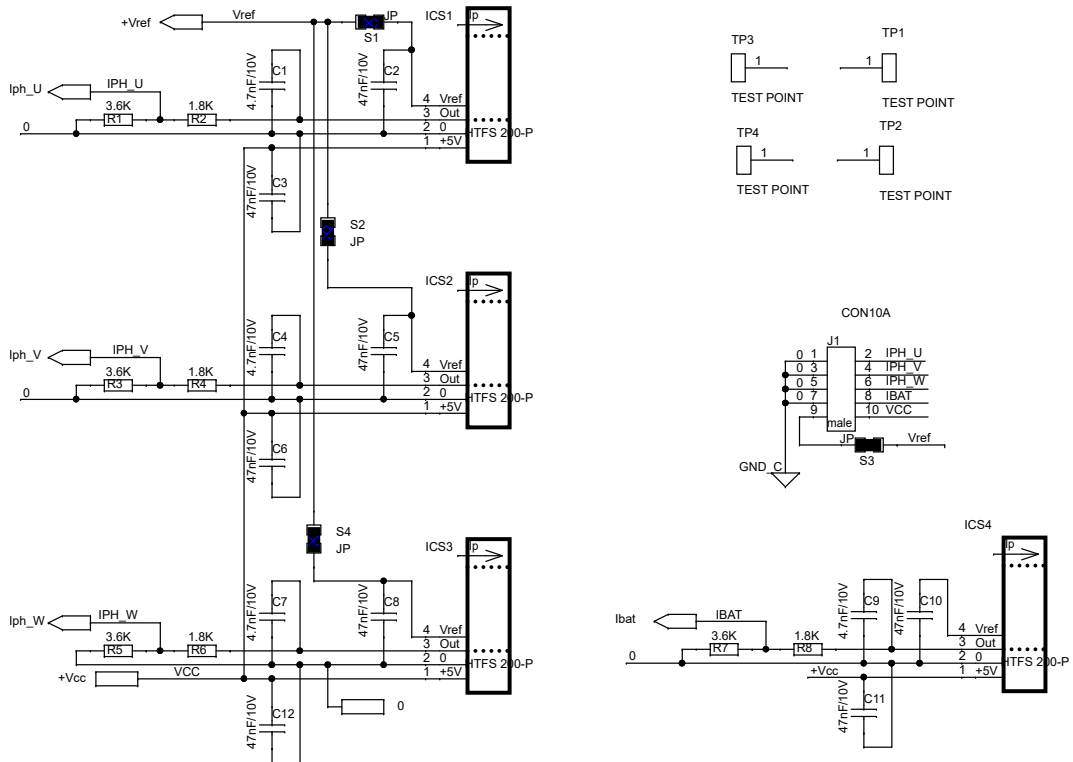 +Vref
Vref
JP
S1
ICS1
Ip
Iph_U
IPH_U
3.6K
R1
1.8K
R2
0
4.7nF/10V
C1
47nF/10V
C2
4 Vref
3 Out
2 0
1 +5V
HTFS 200-P
47nF/10V
C3
S2
JP
ICS2
Ip
Iph_V
IPH_V
3.6K
R3
1.8K
R4
0
4.7nF/10V
C4
47nF/10V
C5
4 Vref
3 Out
2 0
1 +5V
HTFS 200-P
47nF/10V
C6
S4
JP
ICS3
Ip
Iph_W
IPH_W
3.6K
R5
1.8K
R6
0
4.7nF/10V
C7
47nF/10V
C8
4 Vref
3 Out
2 0
1 +5V
HTFS 200-P
+Vcc
VCC
47nF/10V
C12
0
TP3
1
TEST POINT
TP1
1
TEST POINT
TP4
1
TEST POINT
TP2
1
TEST POINT
CON10A
J1
0 1 2 IPH_U
0 3 4 IPH_V
0 5 6 IPH_W
0 7 8 IBAT
9 10 VCC
male
JP
S3
Vref
GND_C
ICS4
Ip
Ibat
IBAT
3.6K
R7
1.8K
R8
0
4.7nF/10V
C9
47nF/10V
C10
4 Vref
3 Out
2 0
1 +5V
HTFS 200-P
+Vcc
47nF/10V
C11